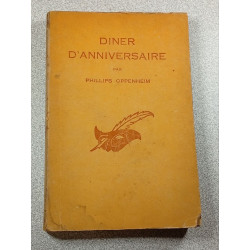 DINER
D'ANNIVERSAIRE
PAR
PHILLIPS OPPENHEIM